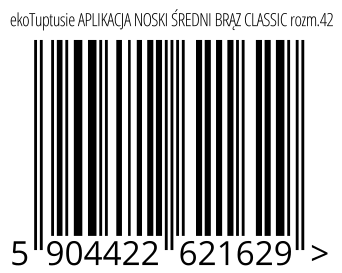 ekoTuptusie APLIKACJA NOSKI ŚREDNI BRĄZ CLASSIC rozm.42
5 904422 621629 >